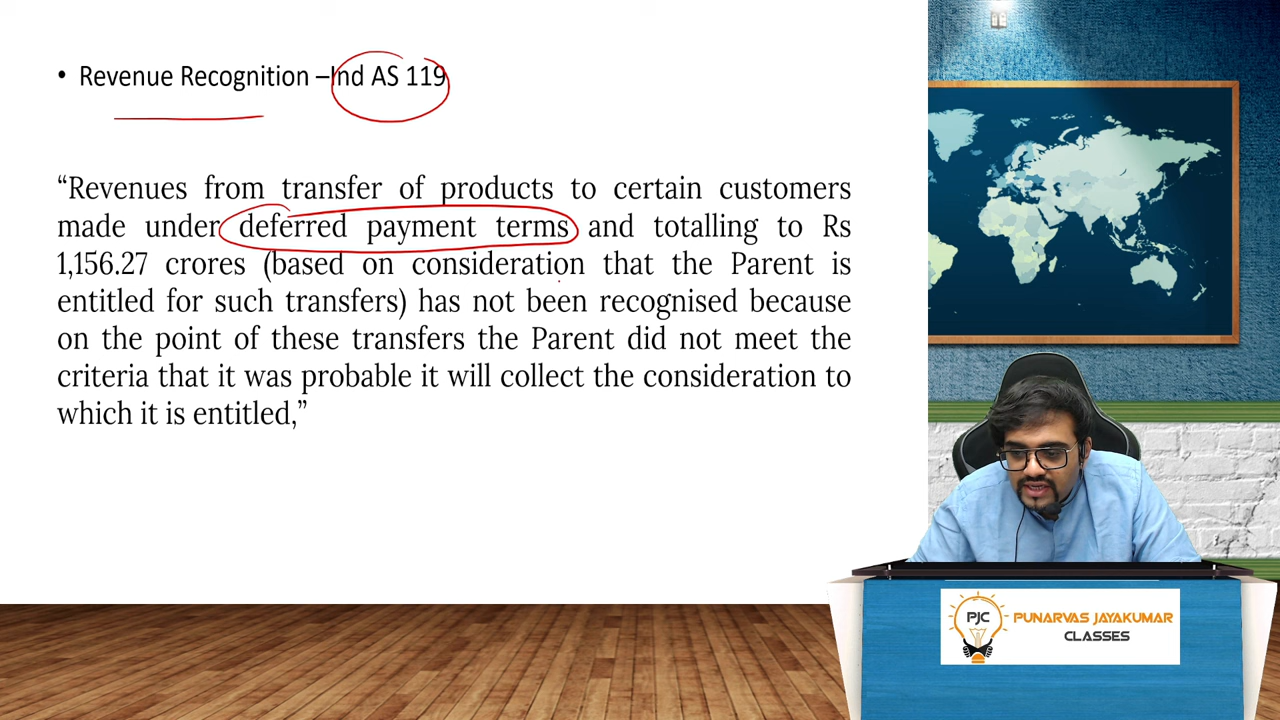 • Revenue Recognition –Ind AS 119
“Revenues from transfer of products to certain customers
made under deferred payment terms and totalling to Rs
1,156.27 crores (based on consideration that the Parent is
entitled for such transfers) has not been recognised because
on the point of these transfers the Parent did not meet the
criteria that it was probable it will collect the consideration to
which it is entitled,”
PJC
PUNARVAS JAYAKUMAR
CLASSES